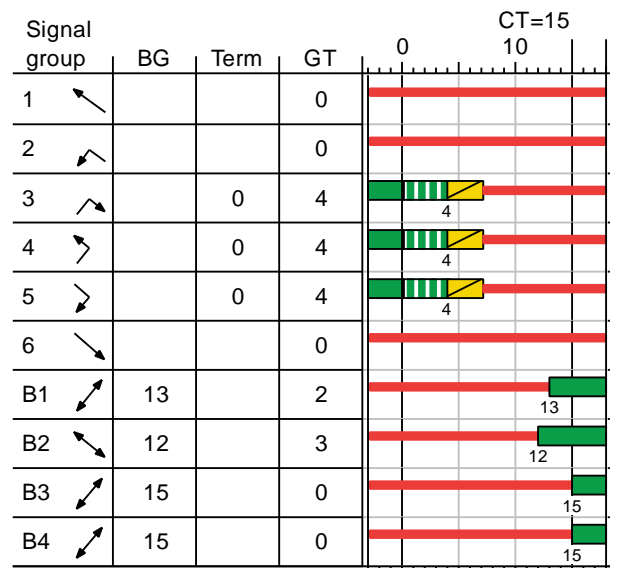 CT=15
Signal group BG Term GT 0 10
1 0
2 0
3 0 4 4
4 0 4 4
5 0 4 4
6 0
B1 13 2 13
B2 12 3 12
B3 15 0 15
B4 15 0 15